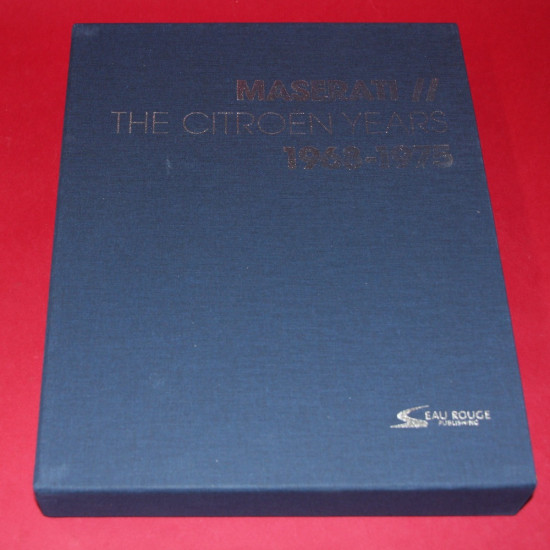 MASERATI //
THE CITROEN YEARS
1968-1975
EAU ROUGE
PUBLISHING